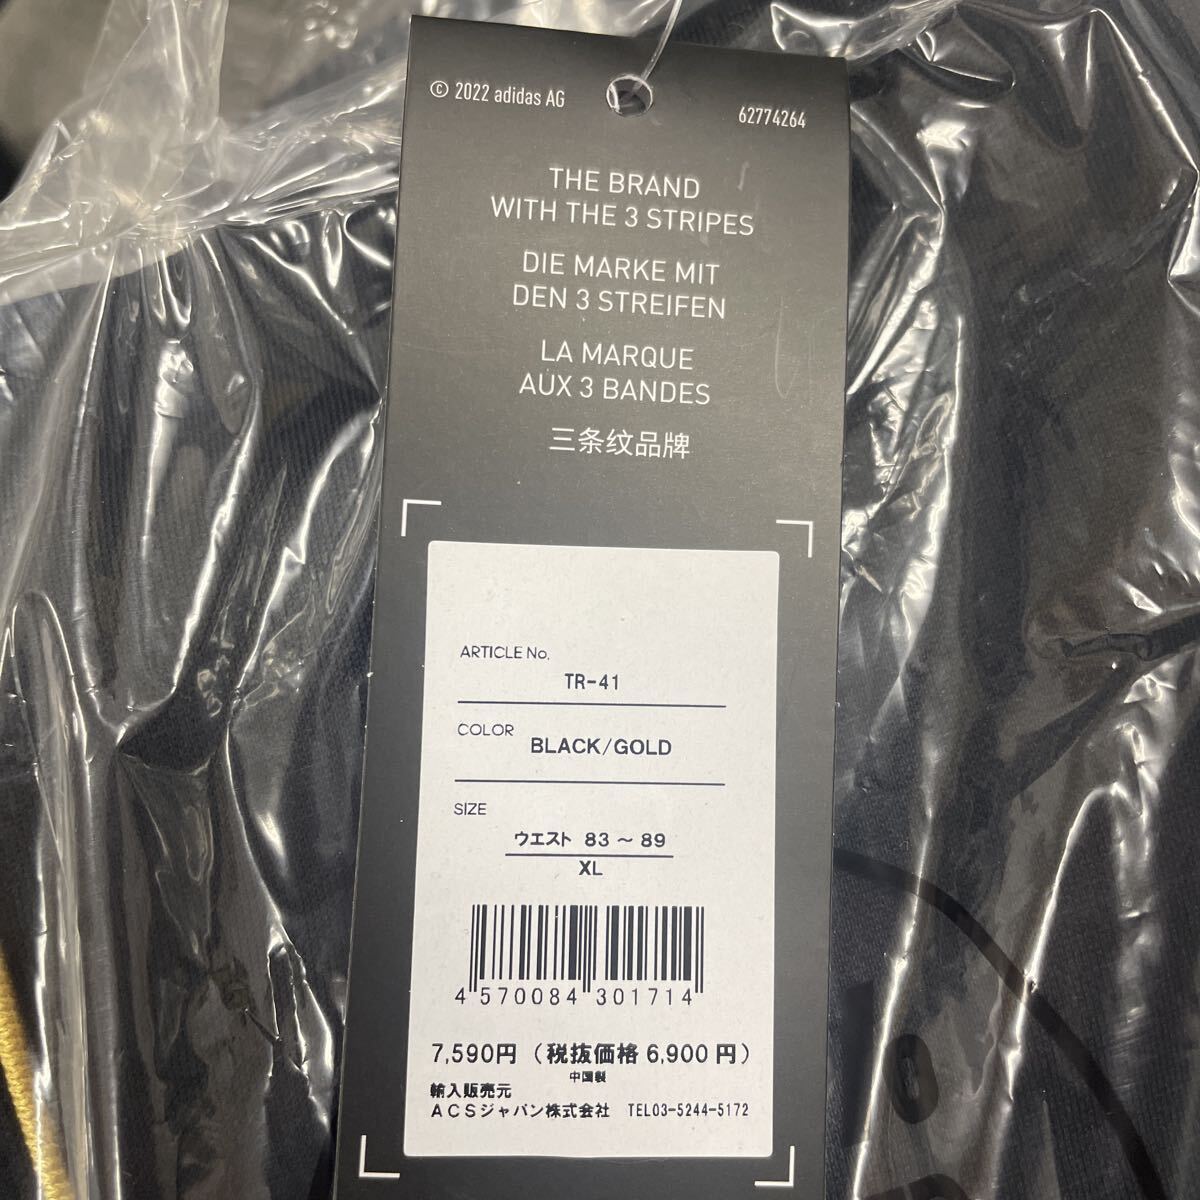 © 2022 adidas AG
62774264
THE BRAND
WITH THE 3 STRIPES
DIE MARKE MIT
DEN 3 STREIFEN
LA MARQUE
AUX 3 BANDES
三条纹品牌
ARTICLE No.
TR-41
COLOR
BLACK/GOLD
SIZE
ウエスト 83 ～ 89
XL
4 570084 301714
7,590円 （税抜価格 6,900 円）
中国製
輸入販売元
ACSジャパン株式会社 TEL03-5244-5172